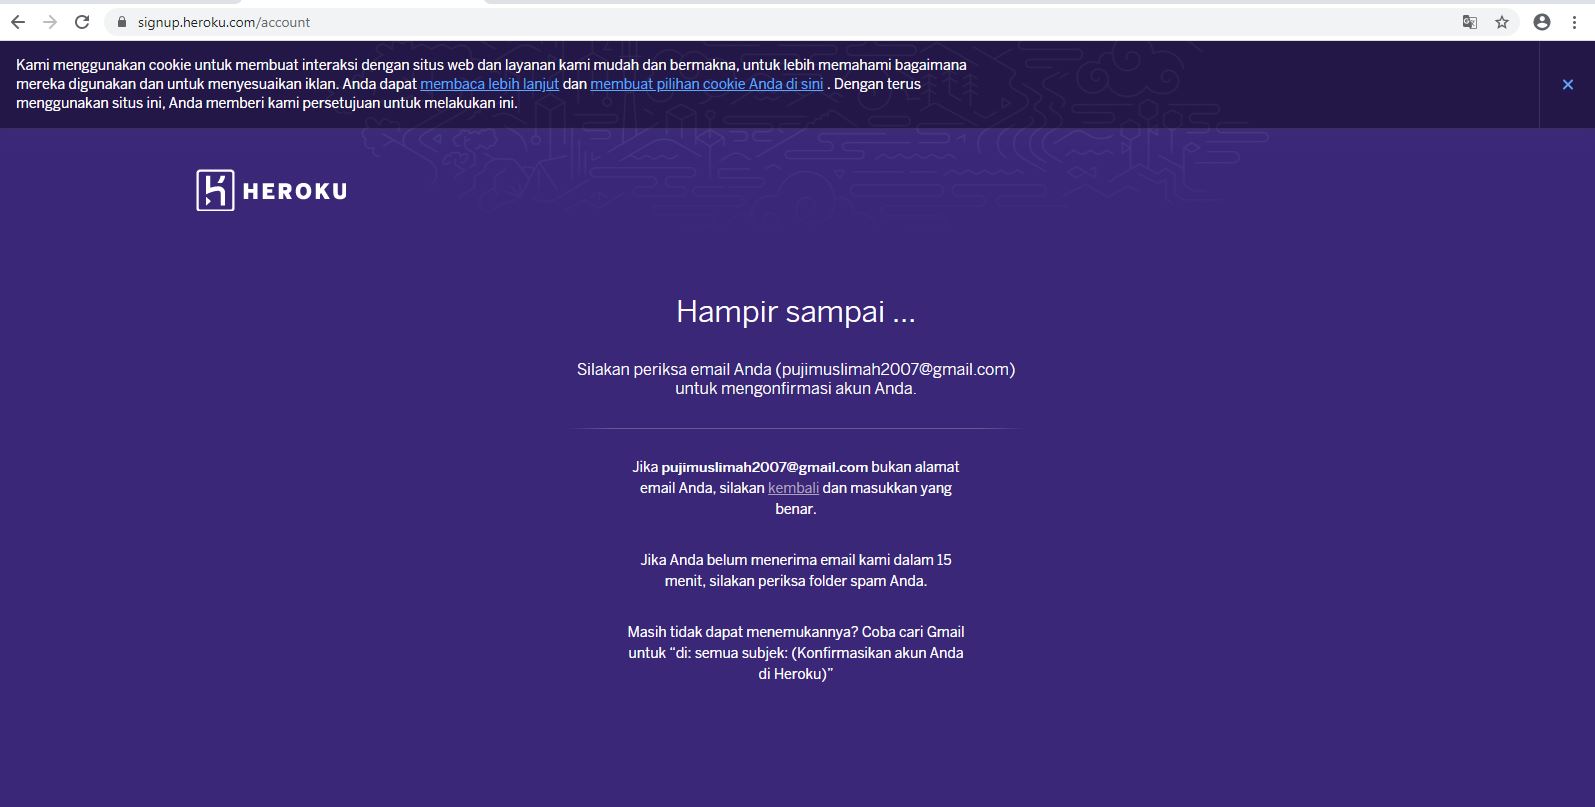 signup.heroku.com/account
Kami menggunakan cookie untuk membuat interaksi dengan situs web dan layanan kami mudah dan bermakna, untuk lebih memahami bagaimana
mereka digunakan dan untuk menyesuaikan iklan. Anda dapat membaca lebih lanjut dan membuat pilihan cookie Anda di sini . Dengan terus
menggunakan situs ini, Anda memberi kami persetujuan untuk melakukan ini.
HEROKU
Hampir sampai ...
Silakan periksa email Anda (pujimuslimah2007@gmail.com)
untuk mengonfirmasi akun Anda.
Jika pujimuslimah2007@gmail.com bukan alamat
email Anda, silakan kembali dan masukkan yang
benar.
Jika Anda belum menerima email kami dalam 15
menit, silakan periksa folder spam Anda.
Masih tidak dapat menemukannya? Coba cari Gmail
untuk “di: semua subjek: (Konfirmasikan akun Anda
di Heroku)”